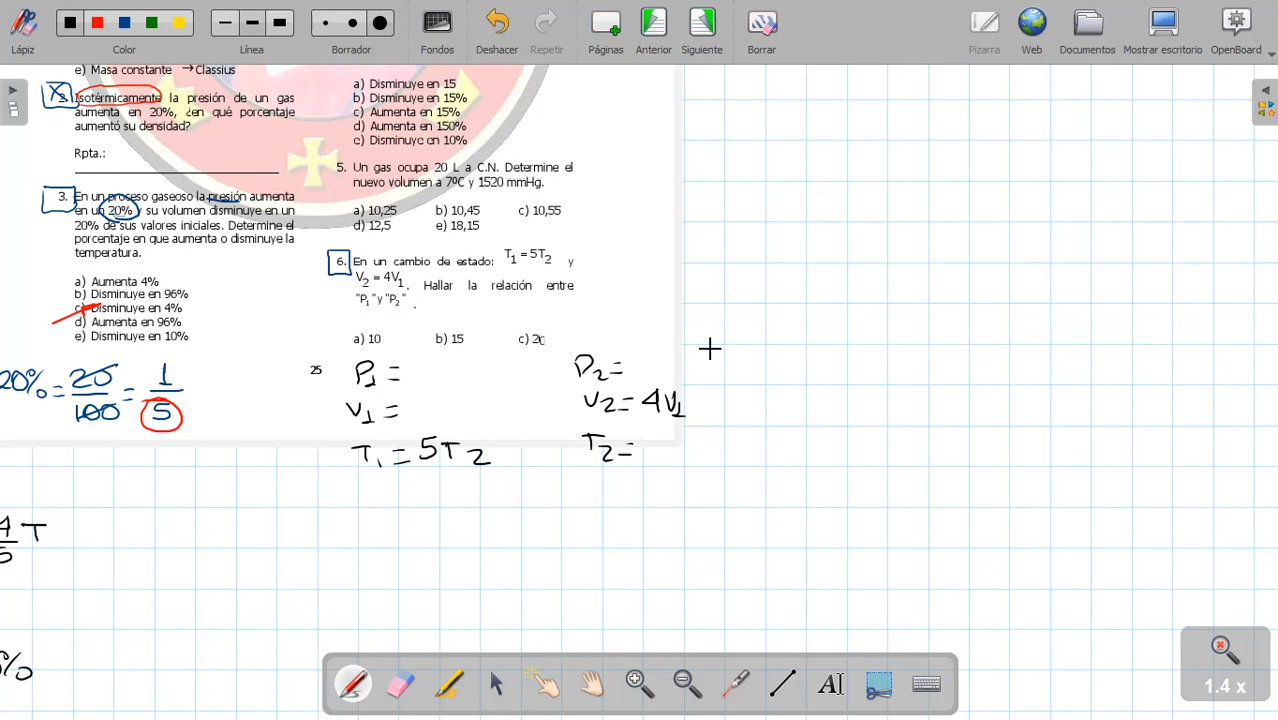 Lápiz
Color
Línea
Borrador
Fondos
Deshacer
Repetir
Páginas
Anterior
Siguiente
Borrar
Pizarra
Web
Documentos
Mostrar escritorio
OpenBoard
e) Masa constante → Classius
2. Isotérmicamente la presión de un gas
aumenta en 20%, ¿en qué porcentaje
aumentó su densidad?
Rpta.:
3. En un proceso gaseoso la presión aumenta
en un 20% y su volumen disminuye en un
20% de sus valores iniciales. Determine el
porcentaje en que aumenta o disminuye la
temperatura.
a) Aumenta 4%
b) Disminuye en 96%
c) Disminuye en 4%
d) Aumenta en 96%
e) Disminuye en 10%
20% = 20/100 = 1/5
4/5 T
%
a) Disminuye en 15
b) Disminuye en 15%
c) Aumenta en 15%
d) Aumenta en 150%
e) Disminuye en 10%
5. Un gas ocupa 20 L a C.N. Determine el
nuevo volumen a 7ºC y 1520 mmHg.
a) 10,25 b) 10,45 c) 10,55
d) 12,5 e) 18,15
6. En un cambio de estado: T1 = 5T2 y
V2 = 4V1. Hallar la relación entre
"P1" y "P2".
a) 10 b) 15 c) 20
25
P1 = P2 =
V1 = V2 = 4V1
T1 = 5T2 T2 =
1.4 x